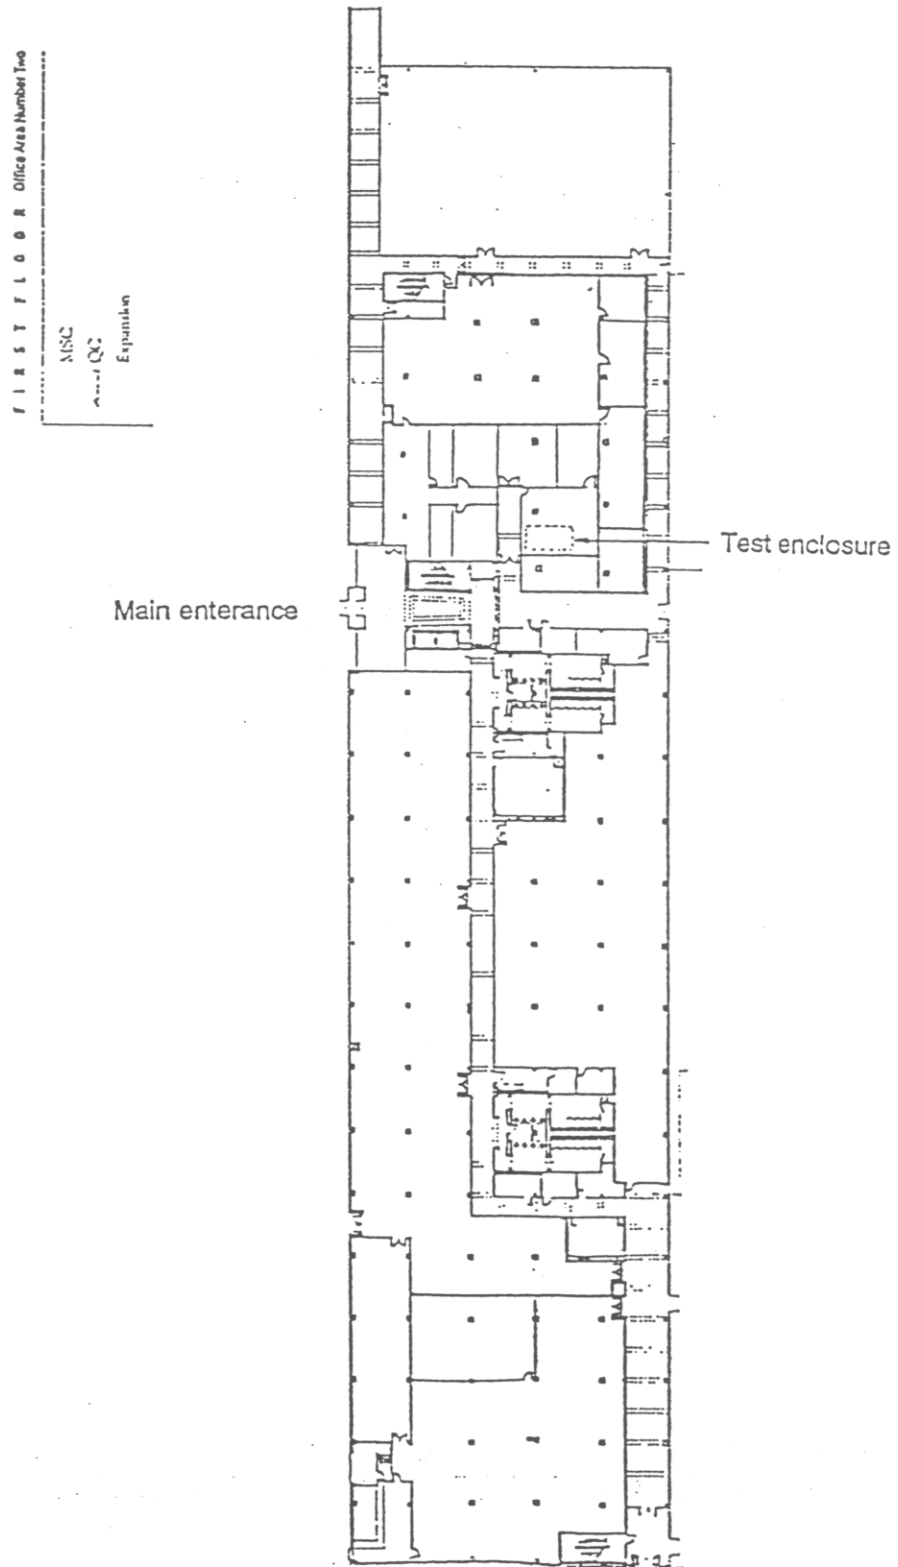 FIRST FLOOR Office Area Number Two
MSC
QC
Expansion
Test enclosure
Main enterance